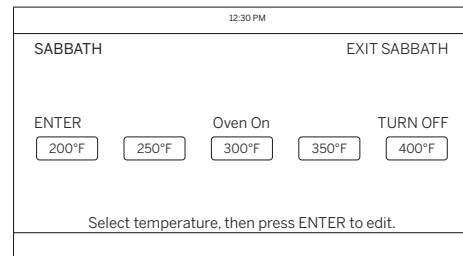 12:30 PM
SABBATH EXIT SABBATH
ENTER Oven On TURN OFF
200°F 250°F 300°F 350°F 400°F
Select temperature, then press ENTER to edit.